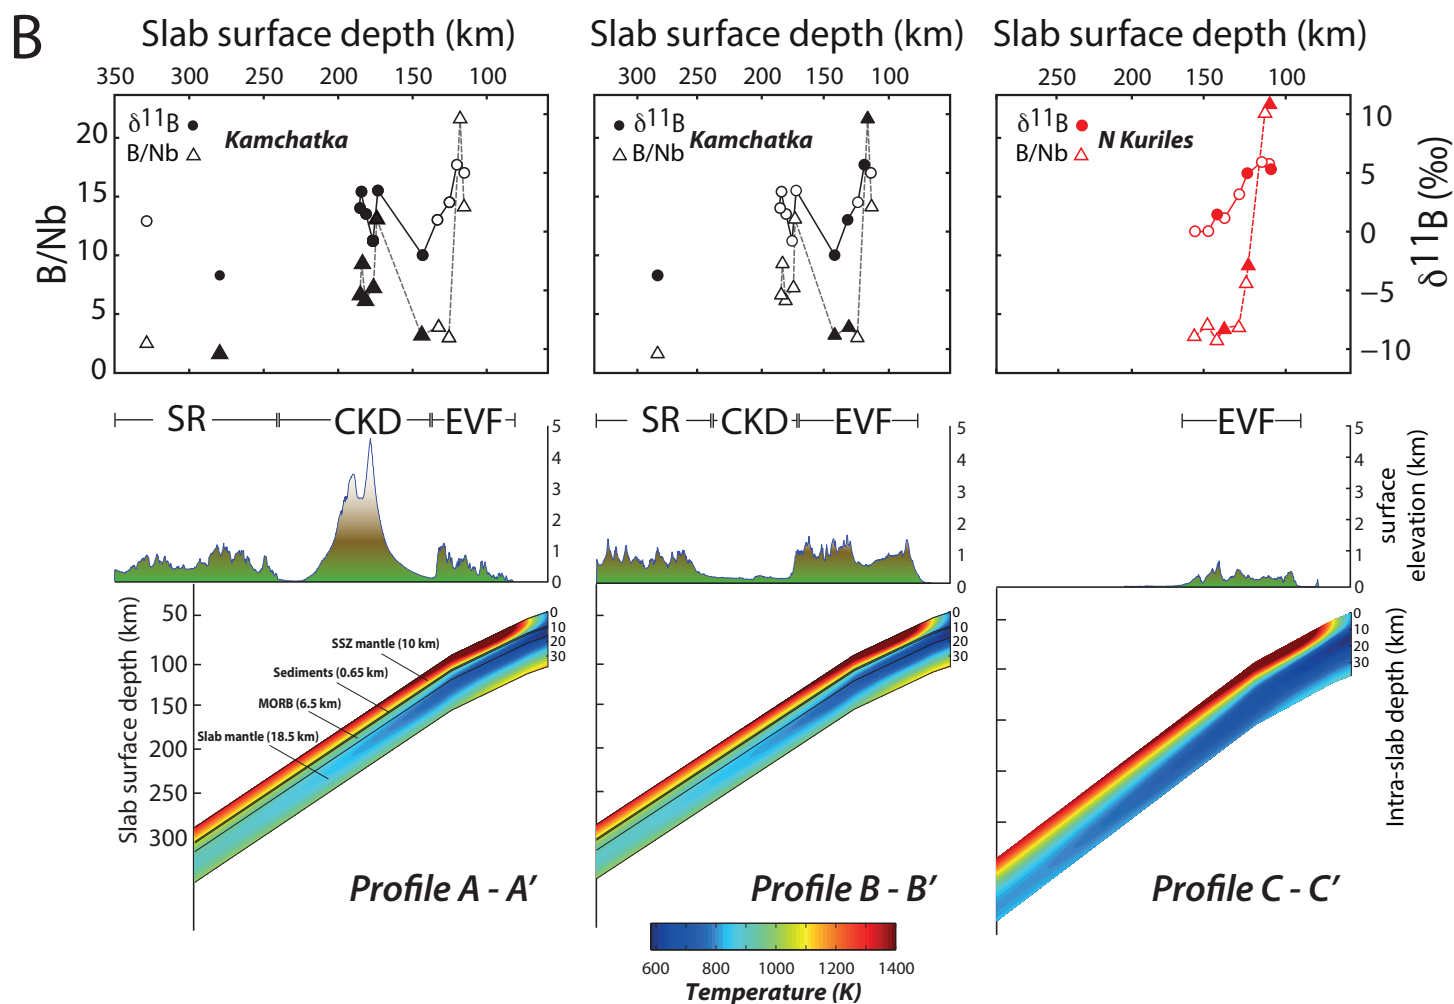 B
Slab surface depth (km)
Slab surface depth (km)
Slab surface depth (km)
350 300 250 200 150 100
300 250 200 150 100
250 200 150 100
20
15
10
5
0
B/Nb
δ11B
B/Nb
Kamchatka
δ11B
B/Nb
Kamchatka
δ11B
B/Nb
N Kuriles
10
5
0
−5
−10
δ11B (‰)
SR CKD EVF
SR CKD EVF
EVF
5
4
3
2
1
0
5
4
3
2
1
0
5
4
3
2
1
0
surface
elevation (km)
50
100
150
200
250
300
Slab surface depth (km)
SSZ mantle (10 km)
Sediments (0.65 km)
MORB (6.5 km)
Slab mantle (18.5 km)
0
10
20
30
0
10
20
30
0
10
20
30
Intra-slab depth (km)
Profile A - A′
Profile B - B′
Profile C - C′
600 800 1000 1200 1400
Temperature (K)